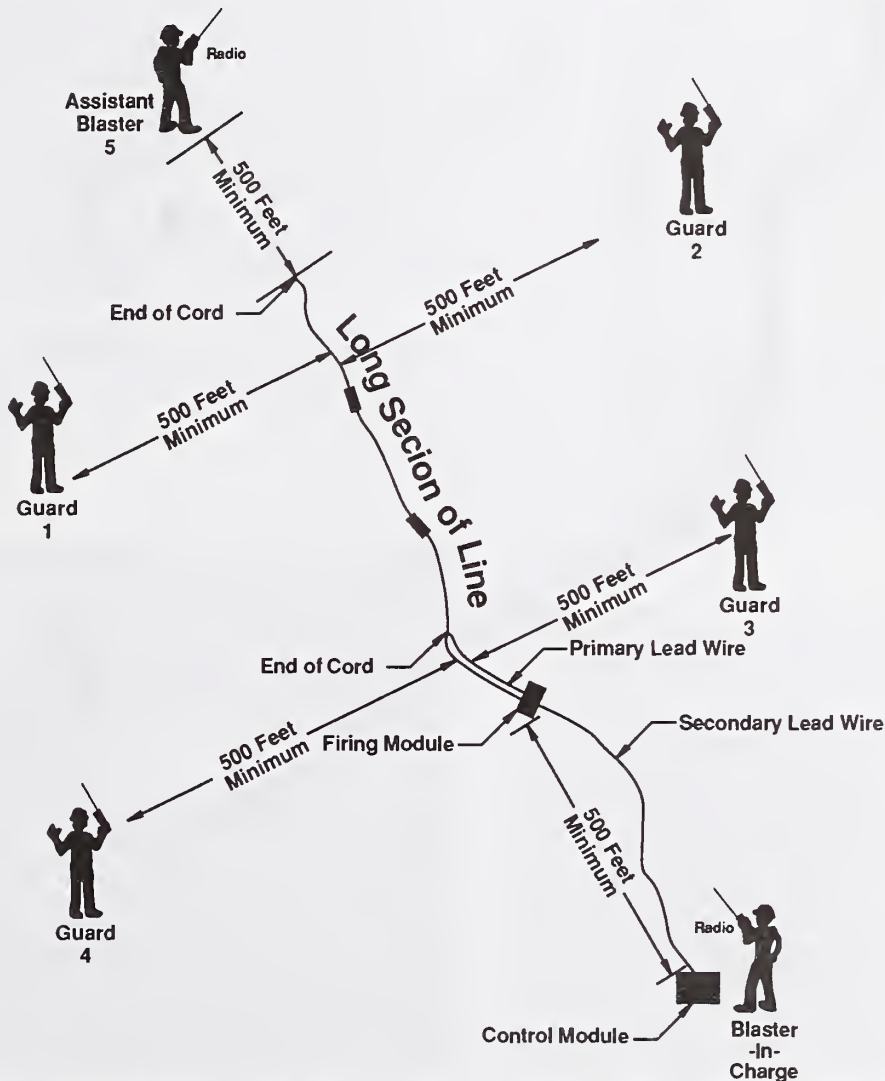 Radio
Assistant
Blaster
5
500 Feet
Minimum
Guard
2
End of Cord
500 Feet
Minimum
Long Secion of Line
500 Feet
Minimum
Guard
1
500 Feet
Minimum
Guard
3
End of Cord
Primary Lead Wire
Secondary Lead Wire
Firing Module
500 Feet
Minimum
500 Feet
Minimum
Guard
4
Radio
Control Module
Blaster
-In-
Charge